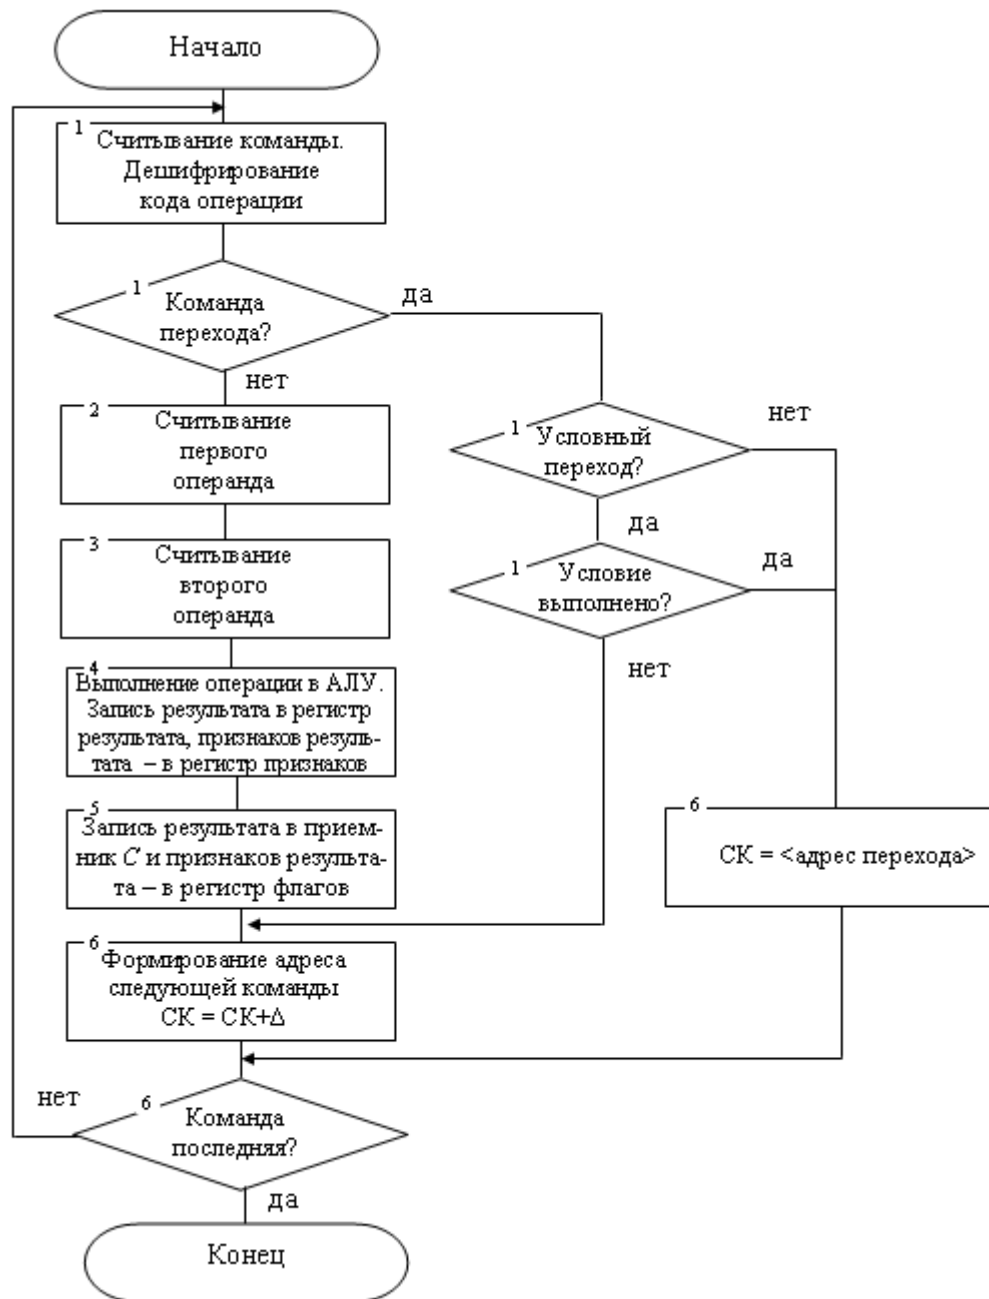 Начало
1
Считывание команды.
Дешифрирование
кода операции
1
Команда
перехода?
да
нет
2
Считывание
первого
операнда
1
Условный
переход?
нет
да
3
Считывание
второго
операнда
1
Условие
выполнено?
да
нет
4
Выполнение операции в АЛУ.
Запись результата в регистр
результата, признаков резуль-
тата – в регистр признаков
5
Запись результата в прием-
ник С и признаков результа-
та – в регистр флагов
6
СК = <адрес перехода>
6
Формирование адреса
следующей команды
СК = СК+Δ
6
Команда
последняя?
нет
да
Конец